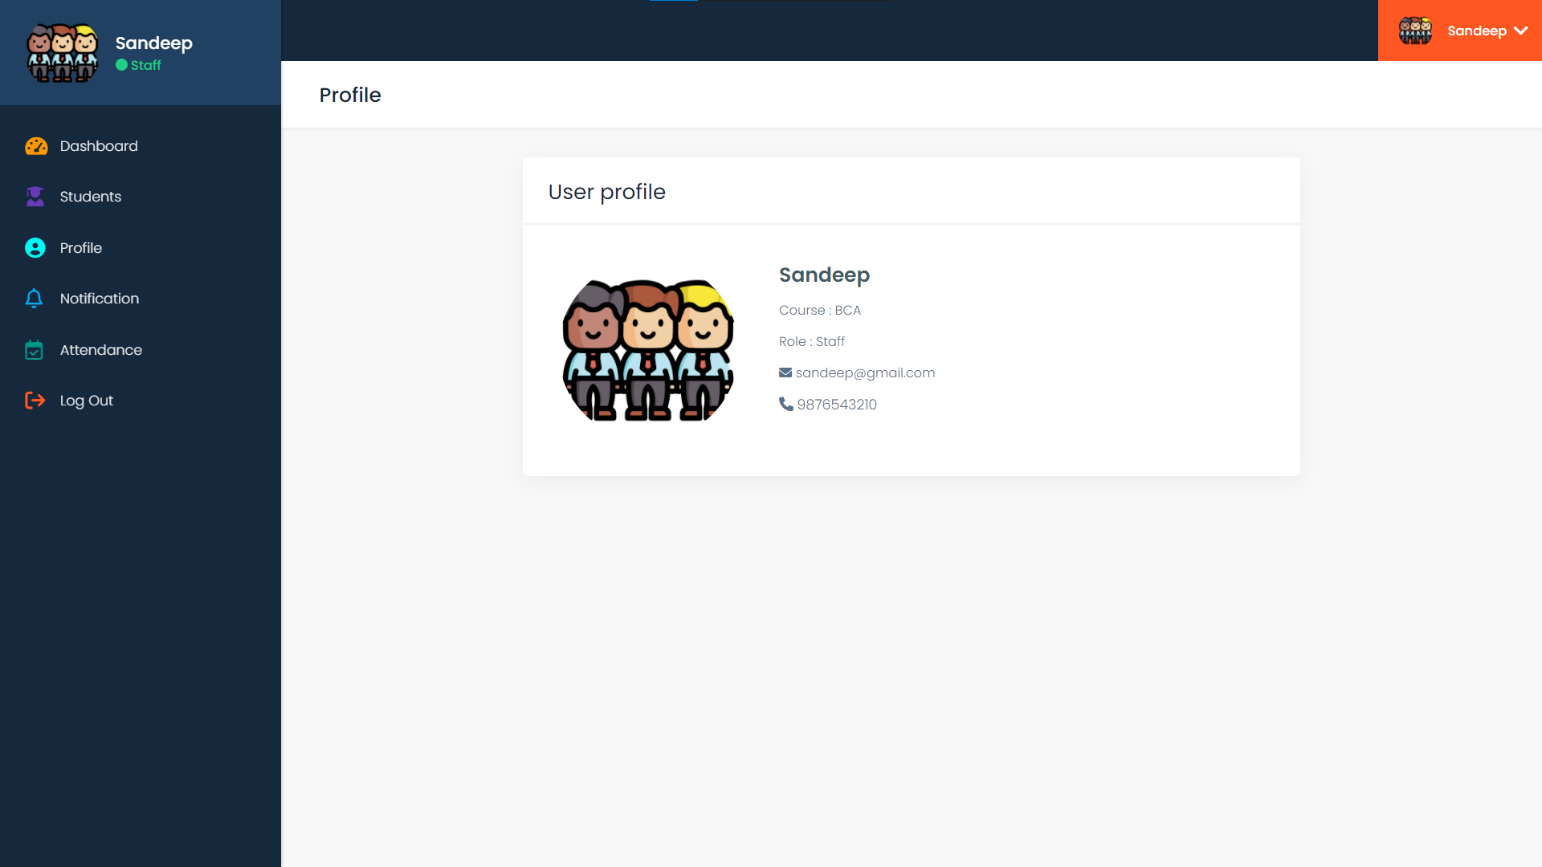 Sandeep
Staff
Dashboard
Students
Profile
Notification
Attendance
Log Out
Sandeep
Profile
User profile
Sandeep
Course : BCA
Role : Staff
sandeep@gmail.com
9876543210